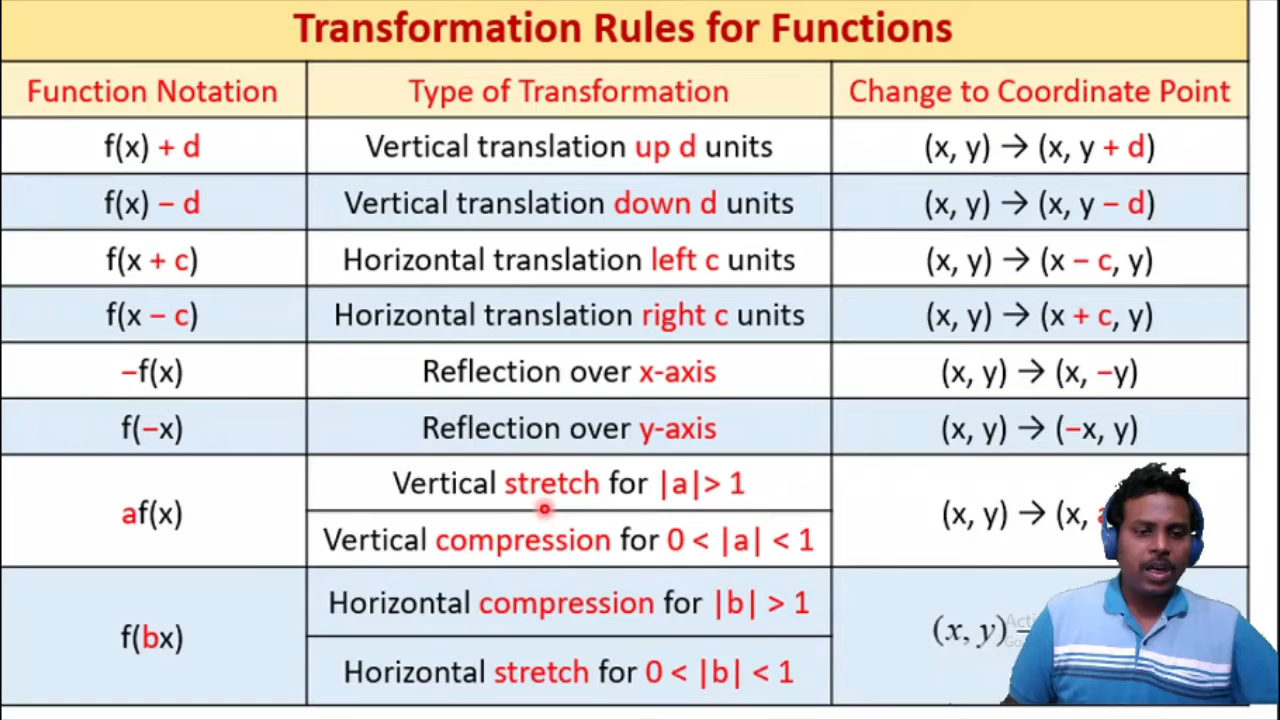 Transformation Rules for Functions
Function Notation Type of Transformation Change to Coordinate Point
f(x) + d Vertical translation up d units (x, y) → (x, y + d)
f(x) − d Vertical translation down d units (x, y) → (x, y − d)
f(x + c) Horizontal translation left c units (x, y) → (x − c, y)
f(x − c) Horizontal translation right c units (x, y) → (x + c, y)
−f(x) Reflection over x-axis (x, y) → (x, −y)
f(−x) Reflection over y-axis (x, y) → (−x, y)
Vertical stretch for |a|> 1
af(x) (x, y) → (x,
Vertical compression for 0 < |a| < 1
Horizontal compression for |b| > 1
f(bx) (x, y)
Horizontal stretch for 0 < |b| < 1